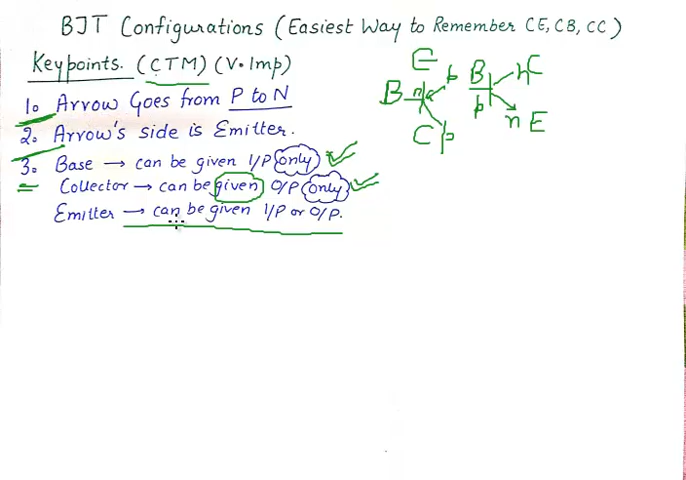 BJT Configurations (Easiest Way to Remember CE, CB, CC)
Keypoints. (CTM) (V. Imp)
1. Arrow Goes from P to N
2. Arrow's side is Emitter.
3. Base → can be given I/P only
Collector → can be given O/P only
Emitter → can be given I/P or O/P.
E
p
B n
C p
B
n C
p
n E